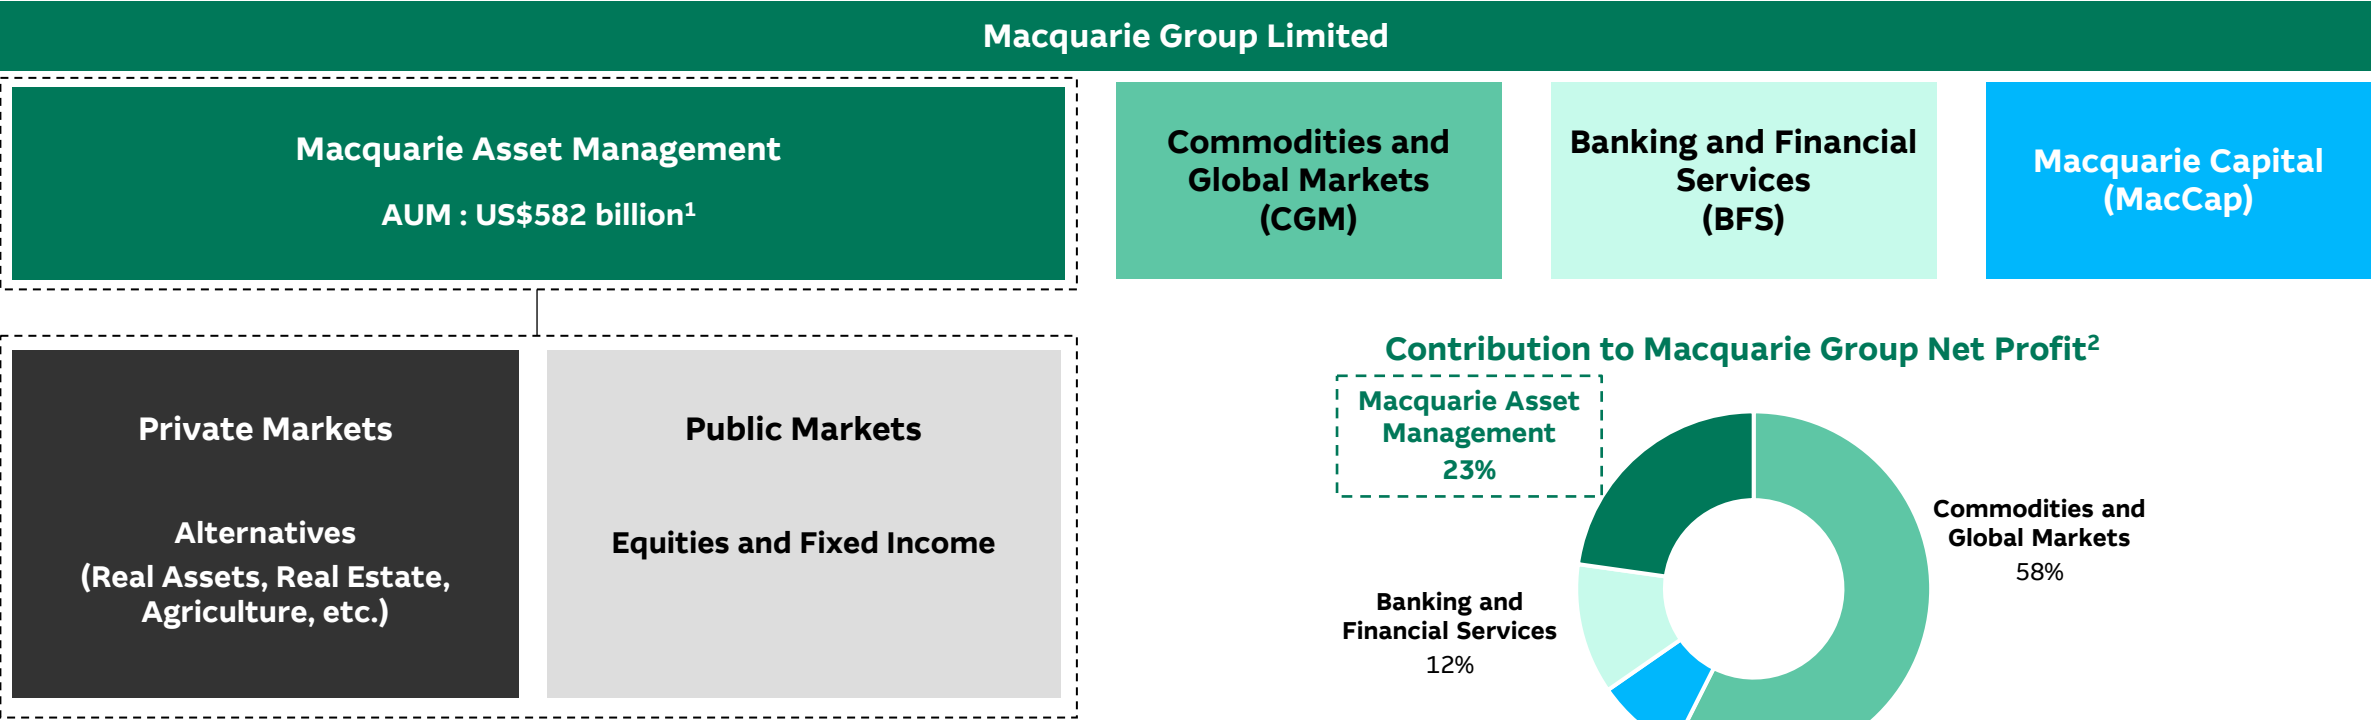 Macquarie Group Limited
Macquarie Asset Management
AUM : US$582 billion¹
Commodities and
Global Markets
(CGM)
Banking and Financial
Services
(BFS)
Macquarie Capital
(MacCap)
Private Markets
Alternatives
(Real Assets, Real Estate,
Agriculture, etc.)
Public Markets
Equities and Fixed Income
Contribution to Macquarie Group Net Profit²
Macquarie Asset
Management
23%
Commodities and
Global Markets
58%
Banking and
Financial Services
12%